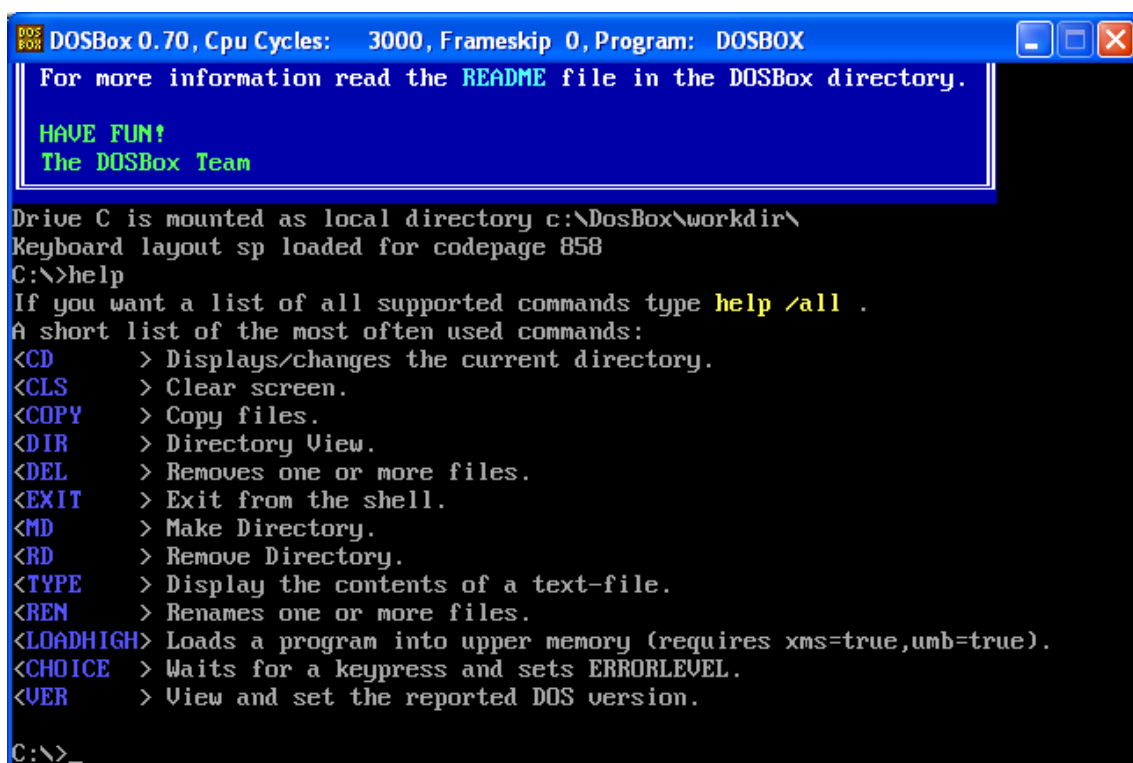 DOS BOX DOSBox 0.70, Cpu Cycles: 3000, Frameskip 0, Program: DOSBOX
For more information read the README file in the DOSBox directory.
HAVE FUN!
The DOSBox Team
Drive C is mounted as local directory c:\DosBox\workdir\
Keyboard layout sp loaded for codepage 858
C:\>help
If you want a list of all supported commands type help /all .
A short list of the most often used commands:
<CD      > Displays/changes the current directory.
<CLS     > Clear screen.
<COPY    > Copy files.
<DIR     > Directory View.
<DEL     > Removes one or more files.
<EXIT    > Exit from the shell.
<MD      > Make Directory.
<RD      > Remove Directory.
<TYPE    > Display the contents of a text-file.
<REN     > Renames one or more files.
<LOADHIGH> Loads a program into upper memory (requires xms=true,umb=true).
<CHOICE  > Waits for a keypress and sets ERRORLEVEL.
<VER     > View and set the reported DOS version.
C:\>_